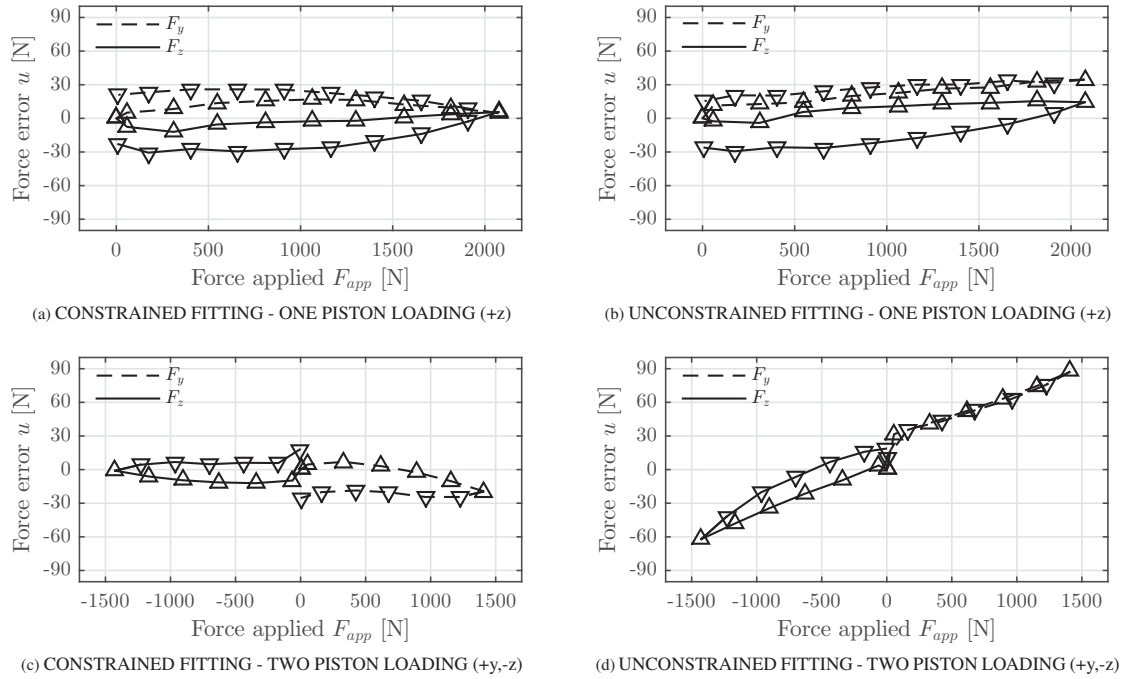 90
60
30
0
-30
-60
-90
Force error u [N]
F_y
F_z
0 500 1000 1500 2000
Force applied F_app [N]
(a) CONSTRAINED FITTING - ONE PISTON LOADING (+z)
90
60
30
0
-30
-60
-90
Force error u [N]
F_y
F_z
0 500 1000 1500 2000
Force applied F_app [N]
(b) UNCONSTRAINED FITTING - ONE PISTON LOADING (+z)
90
60
30
0
-30
-60
-90
Force error u [N]
F_y
F_z
-1500 -1000 -500 0 500 1000 1500
Force applied F_app [N]
(c) CONSTRAINED FITTING - TWO PISTON LOADING (+y,-z)
90
60
30
0
-30
-60
-90
Force error u [N]
F_y
F_z
-1500 -1000 -500 0 500 1000 1500
Force applied F_app [N]
(d) UNCONSTRAINED FITTING - TWO PISTON LOADING (+y,-z)